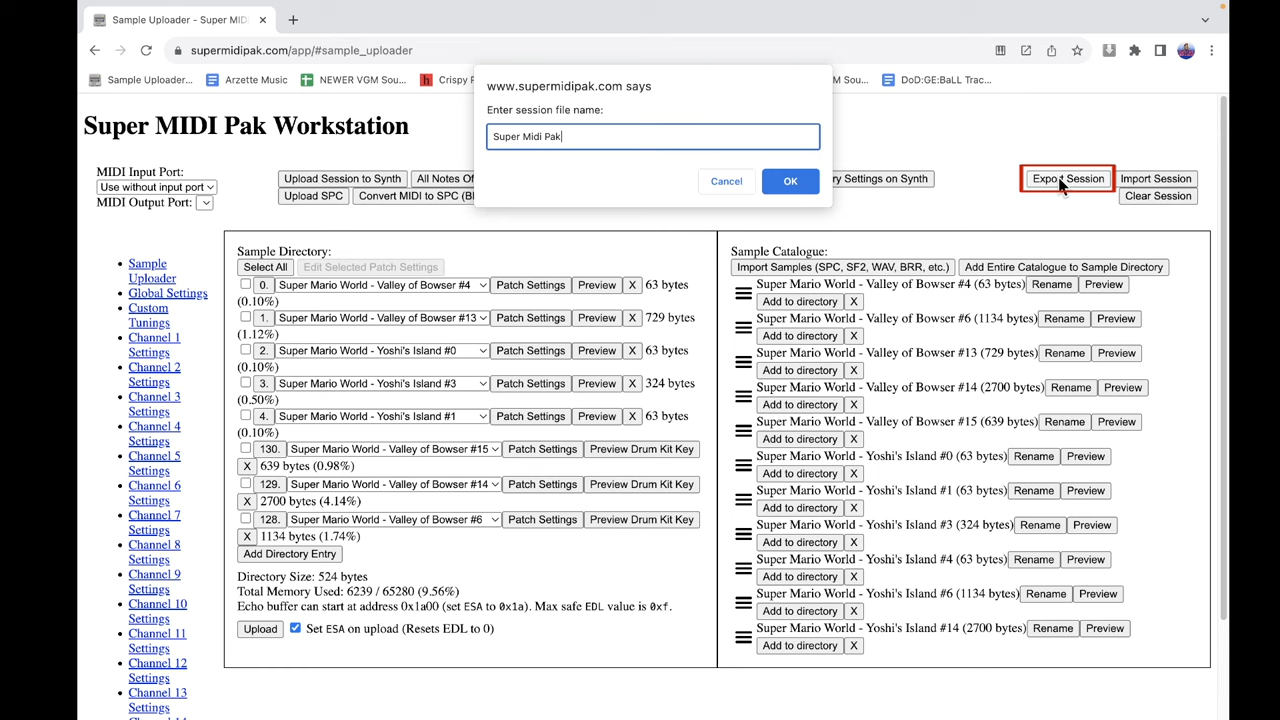 Sample Uploader - Super MID
supermidipak.com/app/#sample_uploader
Sample Uploader... Arzette Music NEWER VGM Sou... Crispy P M Sou... DoD:GE:BaLL Trac...
www.supermidipak.com says
Enter session file name:
Super Midi Pak
Cancel OK
Super MIDI Pak Workstation
MIDI Input Port:
Use without input port
MIDI Output Port:
Upload Session to Synth All Notes Of ry Settings on Synth Export Session Import Session
Upload SPC Convert MIDI to SPC (B Clear Session
Sample
Uploader
Global Settings
Custom
Tunings
Channel 1
Settings
Channel 2
Settings
Channel 3
Settings
Channel 4
Settings
Channel 5
Settings
Channel 6
Settings
Channel 7
Settings
Channel 8
Settings
Channel 9
Settings
Channel 10
Settings
Channel 11
Settings
Channel 12
Settings
Channel 13
Settings
Sample Directory:
Select All Edit Selected Patch Settings
0. Super Mario World - Valley of Bowser #4 Patch Settings Preview X 63 bytes
(0.10%)
1. Super Mario World - Valley of Bowser #13 Patch Settings Preview X 729 bytes
(1.12%)
2. Super Mario World - Yoshi's Island #0 Patch Settings Preview X 63 bytes
(0.10%)
3. Super Mario World - Yoshi's Island #3 Patch Settings Preview X 324 bytes
(0.50%)
4. Super Mario World - Yoshi's Island #1 Patch Settings Preview X 63 bytes
(0.10%)
130. Super Mario World - Valley of Bowser #15 Patch Settings Preview Drum Kit Key
X 639 bytes (0.98%)
129. Super Mario World - Valley of Bowser #14 Patch Settings Preview Drum Kit Key
X 2700 bytes (4.14%)
128. Super Mario World - Valley of Bowser #6 Patch Settings Preview Drum Kit Key
X 1134 bytes (1.74%)
Add Directory Entry
Directory Size: 524 bytes
Total Memory Used: 6239 / 65280 (9.56%)
Echo buffer can start at address 0x1a00 (set ESA to 0x1a). Max safe EDL value is 0xf.
Upload Set ESA on upload (Resets EDL to 0)
Sample Catalogue:
Import Samples (SPC, SF2, WAV, BRR, etc.) Add Entire Catalogue to Sample Directory
Super Mario World - Valley of Bowser #4 (63 bytes) Rename Preview
Add to directory X
Super Mario World - Valley of Bowser #6 (1134 bytes) Rename Preview
Add to directory X
Super Mario World - Valley of Bowser #13 (729 bytes) Rename Preview
Add to directory X
Super Mario World - Valley of Bowser #14 (2700 bytes) Rename Preview
Add to directory X
Super Mario World - Valley of Bowser #15 (639 bytes) Rename Preview
Add to directory X
Super Mario World - Yoshi's Island #0 (63 bytes) Rename Preview
Add to directory X
Super Mario World - Yoshi's Island #1 (63 bytes) Rename Preview
Add to directory X
Super Mario World - Yoshi's Island #3 (324 bytes) Rename Preview
Add to directory X
Super Mario World - Yoshi's Island #4 (63 bytes) Rename Preview
Add to directory X
Super Mario World - Yoshi's Island #6 (1134 bytes) Rename Preview
Add to directory X
Super Mario World - Yoshi's Island #14 (2700 bytes) Rename Preview
Add to directory X